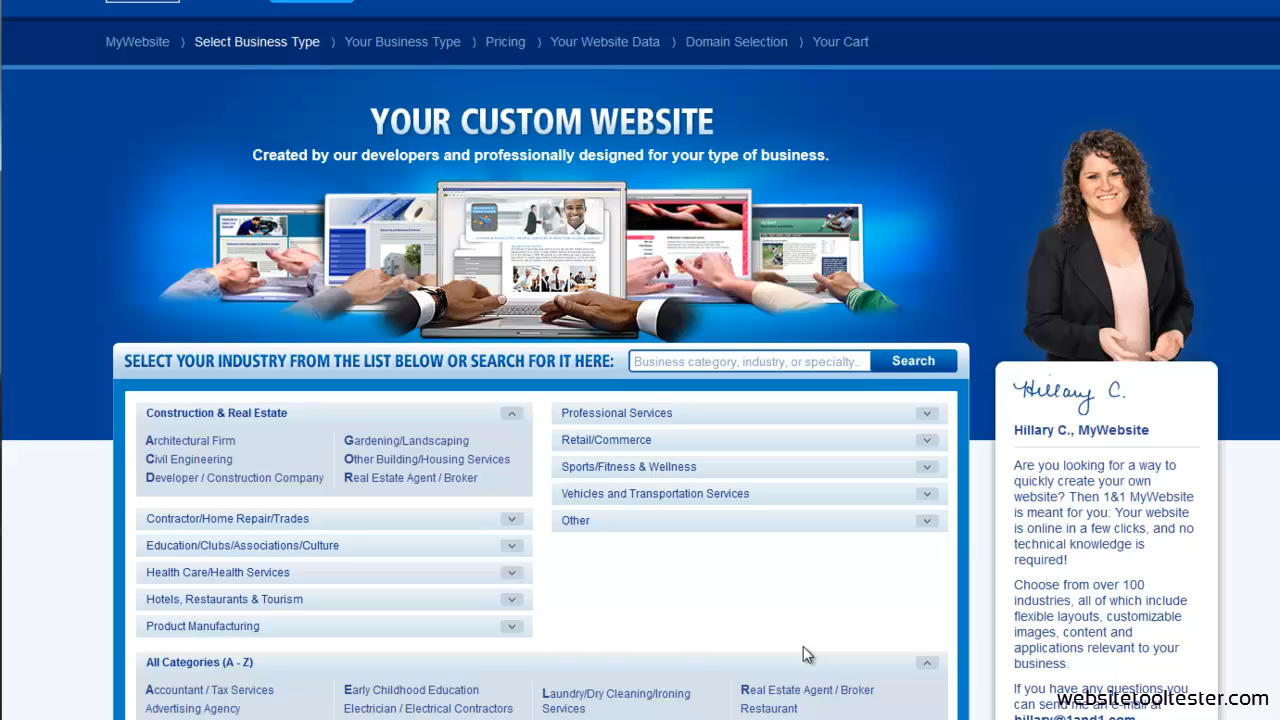 MyWebsite 〉 Select Business Type 〉 Your Business Type 〉 Pricing 〉 Your Website Data 〉 Domain Selection 〉 Your Cart
YOUR CUSTOM WEBSITE
Created by our developers and professionally designed for your type of business.
SELECT YOUR INDUSTRY FROM THE LIST BELOW OR SEARCH FOR IT HERE:
Business category, industry, or specialty..
Search
Construction & Real Estate
Architectural Firm
Civil Engineering
Developer / Construction Company
Gardening/Landscaping
Other Building/Housing Services
Real Estate Agent / Broker
Contractor/Home Repair/Trades
Education/Clubs/Associations/Culture
Health Care/Health Services
Hotels, Restaurants & Tourism
Product Manufacturing
Professional Services
Retail/Commerce
Sports/Fitness & Wellness
Vehicles and Transportation Services
Other
All Categories (A - Z)
Accountant / Tax Services
Advertising Agency
Early Childhood Education
Electrician / Electrical Contractors
Laundry/Dry Cleaning/Ironing
Services
Real Estate Agent / Broker
Restaurant
Hillary C.
Hillary C., MyWebsite
Are you looking for a way to
quickly create your own
website? Then 1&1 MyWebsite
is meant for you: Your website
is online in a few clicks, and no
technical knowledge is
required!
Choose from over 100
industries, all of which include
flexible layouts, customizable
images, content and
applications relevant to your
business.
If you have any questions you
can send me an e-mail at
hillary@1and1.com
websitetooltester.com